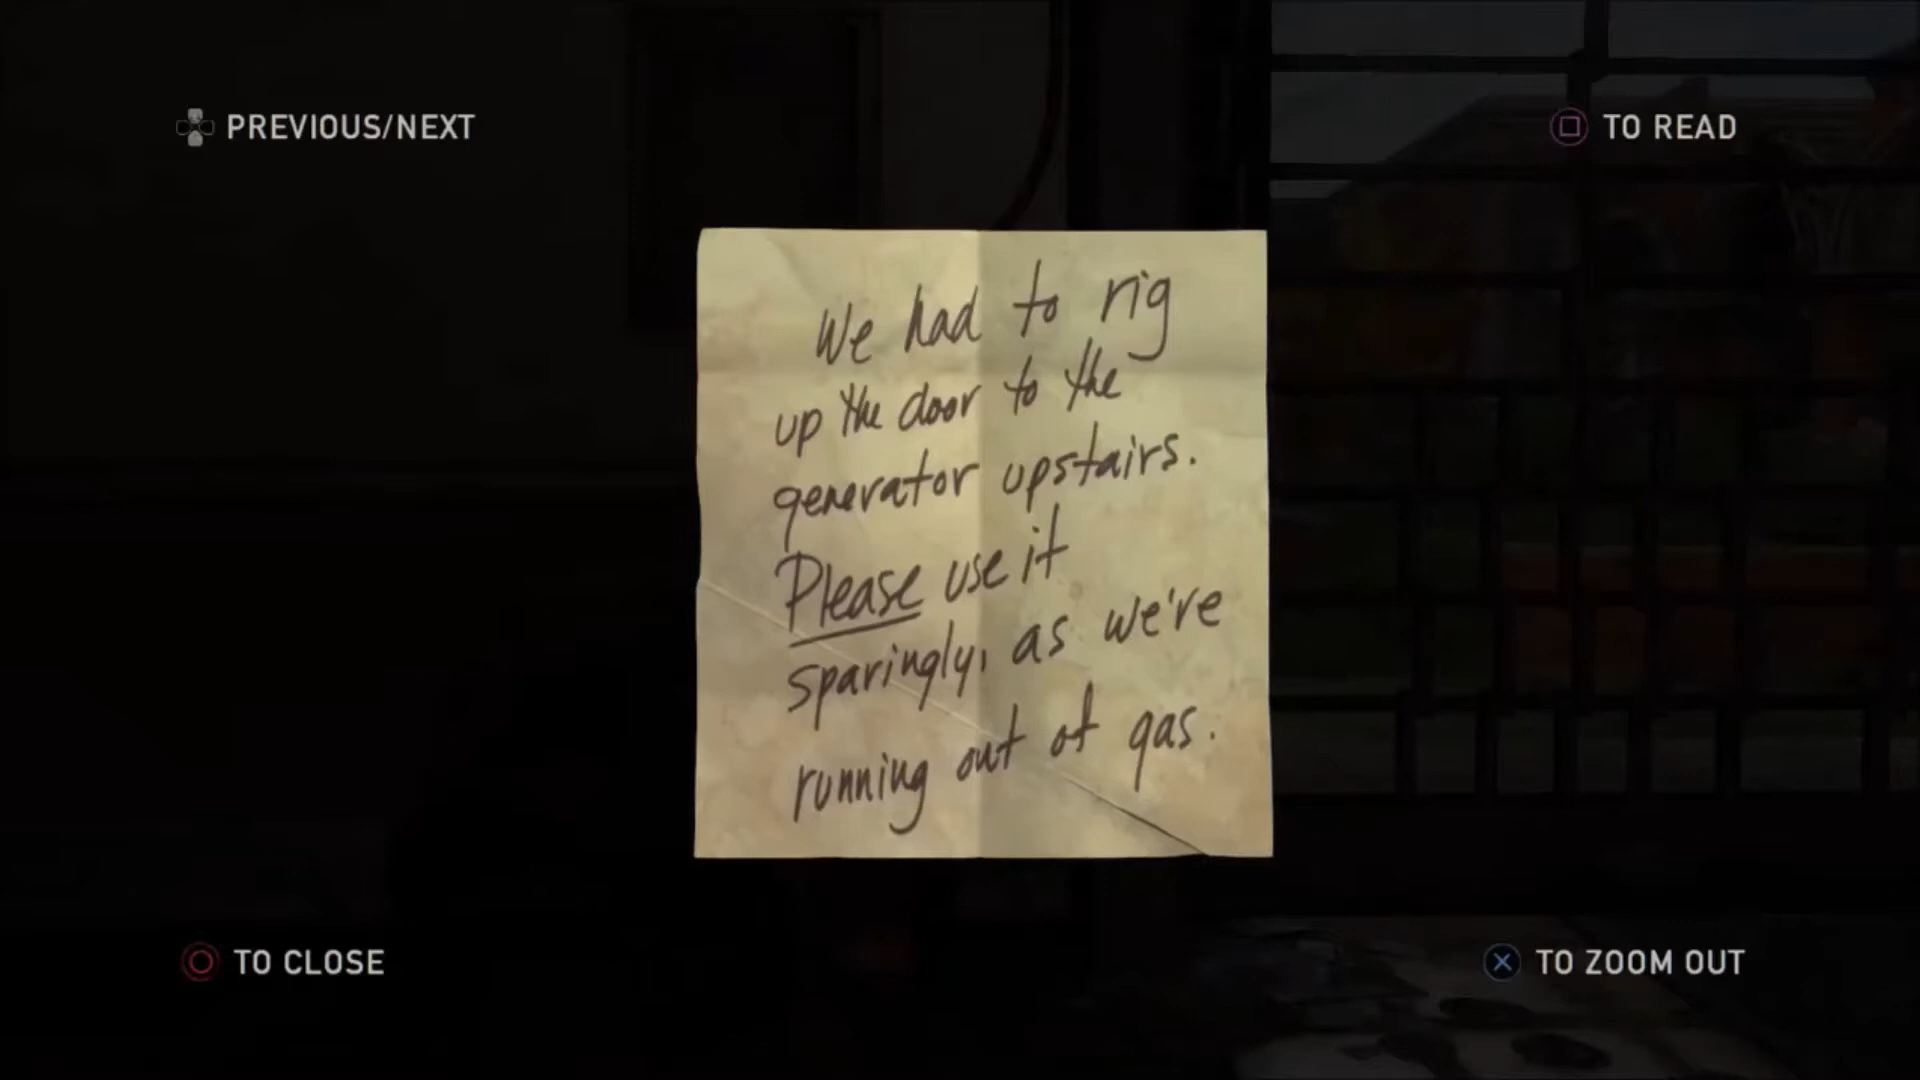 PREVIOUS/NEXT
TO READ
We had to rig
up the door to the
generator upstairs.
Please use it
sparingly, as we're
running out of gas.
TO CLOSE
TO ZOOM OUT